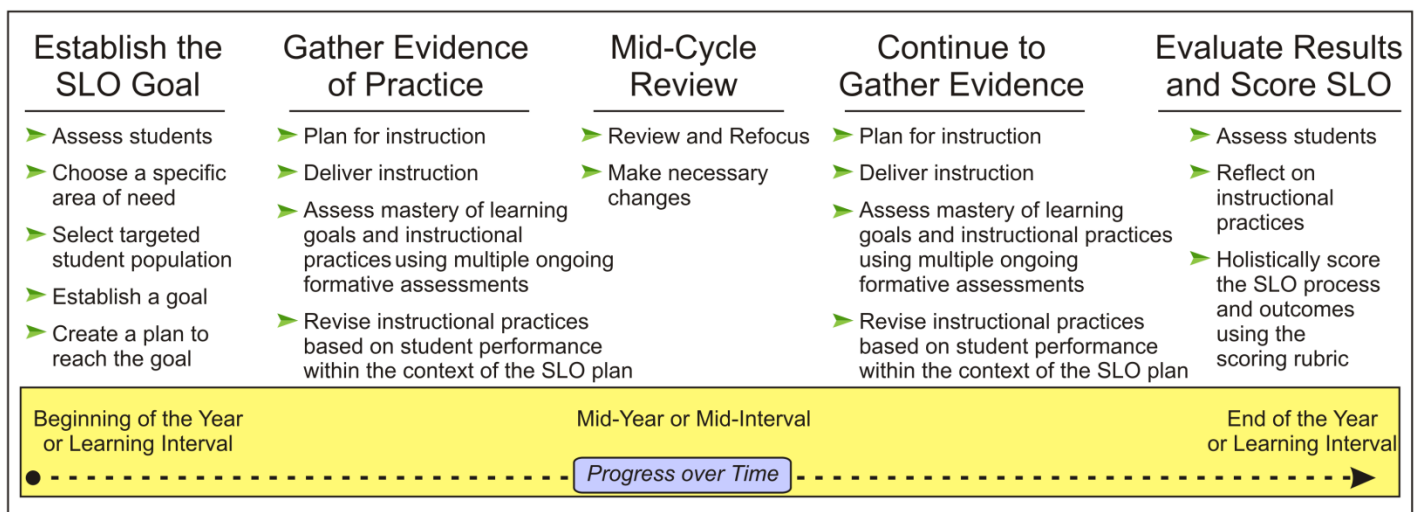 Establish the
SLO Goal
Assess students
Choose a specific
area of need
Select targeted
student population
Establish a goal
Create a plan to
reach the goal
Gather Evidence
of Practice
Plan for instruction
Deliver instruction
Assess mastery of learning
goals and instructional
practices using multiple ongoing
formative assessments
Revise instructional practices
based on student performance
within the context of the SLO plan
Mid-Cycle
Review
Review and Refocus
Make necessary
changes
Continue to
Gather Evidence
Plan for instruction
Deliver instruction
Assess mastery of learning
goals and instructional practices
using multiple ongoing
formative assessments
Revise instructional practices
based on student performance
within the context of the SLO plan
Evaluate Results
and Score SLO
Assess students
Reflect on
instructional
practices
Holistically score
the SLO process
and outcomes
using the
scoring rubric
Beginning of the Year
or Learning Interval
Mid-Year or Mid-Interval
End of the Year
or Learning Interval
Progress over Time